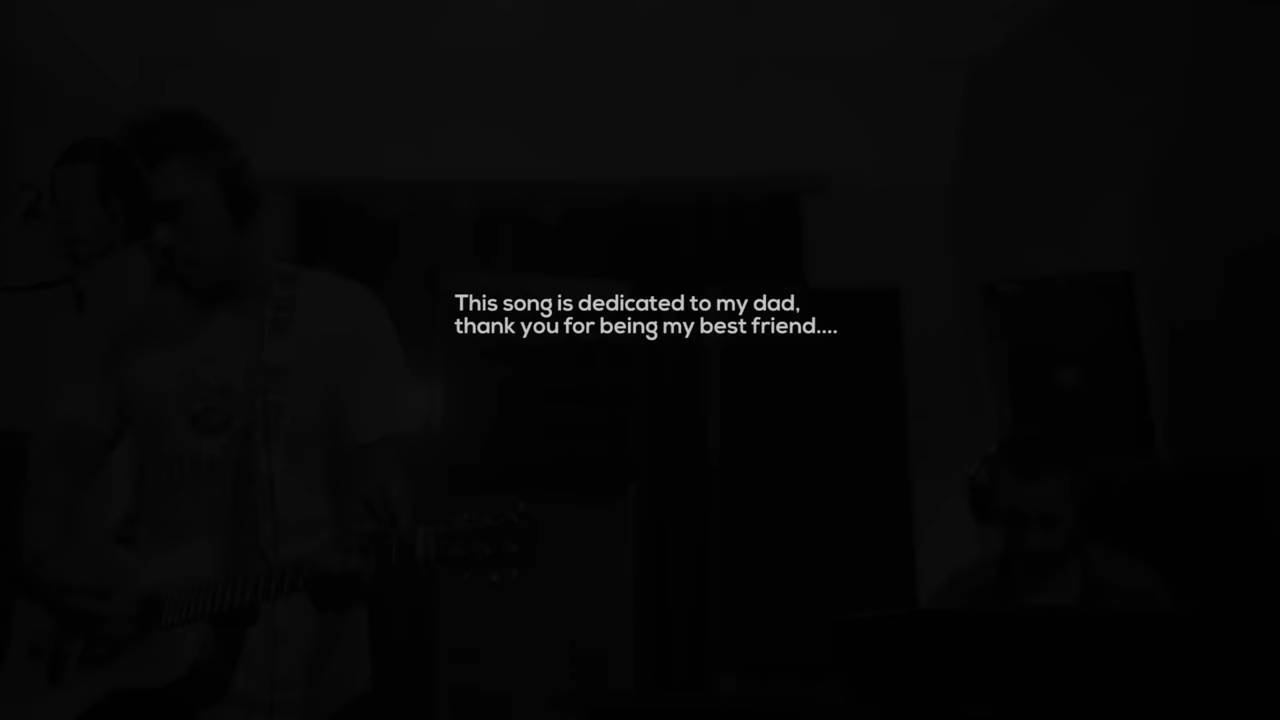 This song is dedicated to my dad,
thank you for being my best friend....